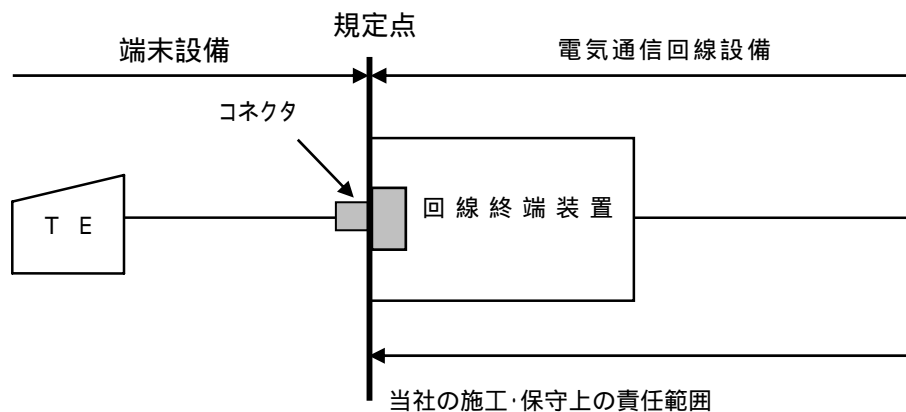 規定点
端末設備
電気通信回線設備
コネクタ
回線終端装置
TE
当社の施工・保守上の責任範囲